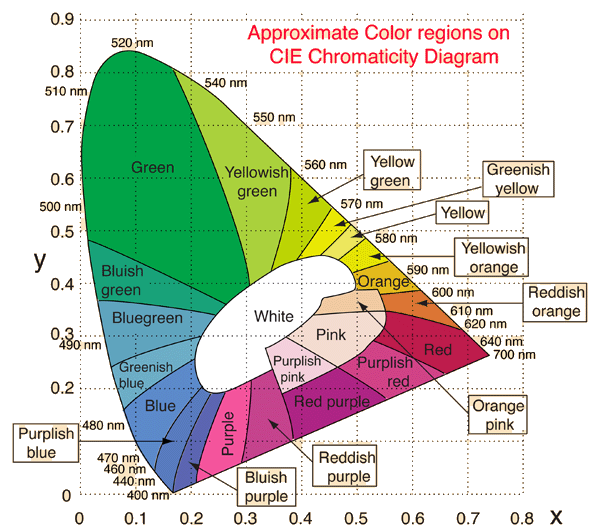 Approximate Color regions on
CIE Chromaticity Diagram
0.9
520 nm
0.8
540 nm
510 nm
550 nm
0.7
Green
Yellowish
green
560 nm
Yellow
green
Greenish
yellow
0.6
500 nm
570 nm
Yellow
0.5
580 nm
Yellowish
orange
y
Bluish
green
590 nm
Orange
0.4
600 nm
Reddish
orange
Bluegreen
White
610 nm
620 nm
Pink
0.3
490 nm
Red
640 nm
700 nm
Greenish
blue
Purplish
pink
Purplish
red
0.2
Blue
Red purple
Orange
pink
480 nm
Purplish
blue
Purple
0.1
470 nm
460 nm
440 nm
400 nm
Reddish
purple
Bluish
purple
0
0
0.1
0.2
0.3
0.4
0.5
0.6
0.7
0.8
x